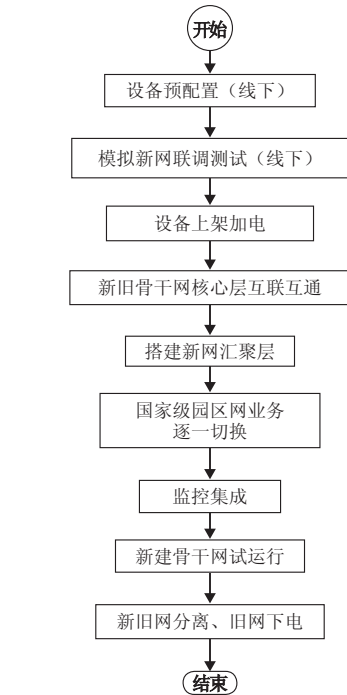 开始
设备预配置（线下）
模拟新网联调测试（线下）
设备上架加电
新旧骨干网核心层互联互通
搭建新网汇聚层
国家级园区网业务
逐一切换
监控集成
新建骨干网试运行
新旧网分离、旧网下电
结束